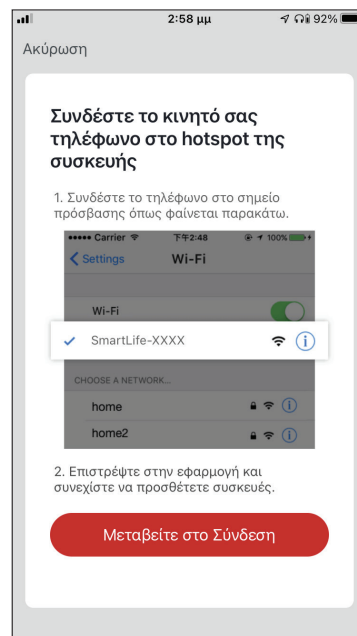 2:58 μμ 92%
Ακύρωση
Συνδέστε το κινητό σας
τηλέφωνο στο hotspot της
συσκευής
1. Συνδέστε το τηλέφωνο στο σημείο
πρόσβασης όπως φαίνεται παρακάτω.
Carrier 下午2:48 100%
Settings Wi-Fi
Wi-Fi
SmartLife-XXXX
CHOOSE A NETWORK...
home
home2
2. Επιστρέψτε στην εφαρμογή και
συνεχίστε να προσθέτετε συσκευές.
Μεταβείτε στο Σύνδεση